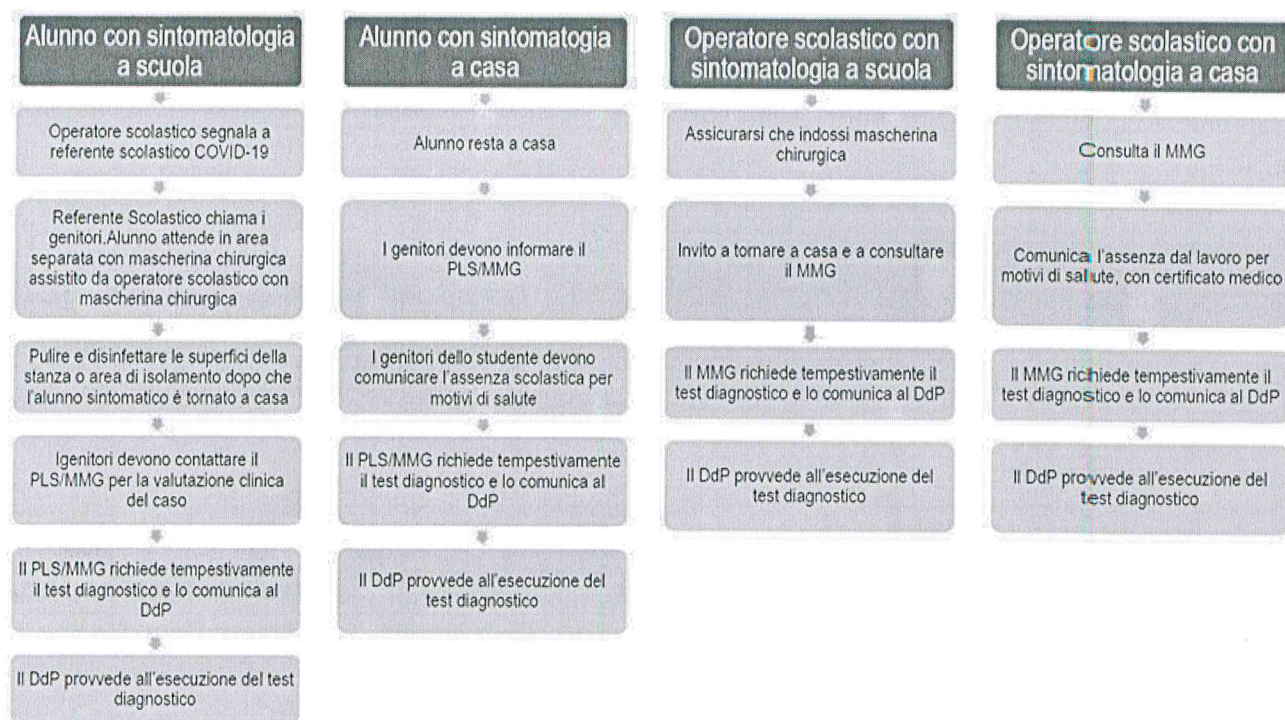 Alunno con sintomatologia
a scuola
Operatore scolastico segnala a
referente scolastico COVID-19
Referente Scolastico chiama i
genitori.Alunno attende in area
separata con mascherina chirurgica
assistito da operatore scolastico con
mascherina chirurgica
Pulire e disinfettare le superfici della
stanza o area di isolamento dopo che
l'alunno sintomatico è tornato a casa
Igenitori devono contattare il
PLS/MMG per la valutazione clinica
del caso
Il PLS/MMG richiede tempestivamente
il test diagnostico e lo comunica al
DdP
Il DdP provvede all'esecuzione del test
diagnostico
Alunno con sintomatogia
a casa
Alunno resta a casa
I genitori devono informare il
PLS/MMG
I genitori dello studente devono
comunicare l'assenza scolastica per
motivi di salute
Il PLS/MMG richiede tempestivamente
il test diagnostico e lo comunica al
DdP
Il DdP provvede all'esecuzione del
test diagnostico
Operatore scolastico con
sintomatologia a scuola
Assicurarsi che indossi mascherina
chirurgica
Invito a tornare a casa e a consultare
il MMG
Il MMG richiede tempestivamente il
test diagnostico e lo comunica al DdP
Il DdP provvede all'esecuzione del
test diagnostico
Operatore scolastico con
sintomatologia a casa
Consulta il MMG
Comunica l'assenza dal lavoro per
motivi di salute, con certificato medico
Il MMG richiede tempestivamente il
test diagnostico e lo comunica al DdP
Il DdP provvede all'esecuzione del
test diagnostico